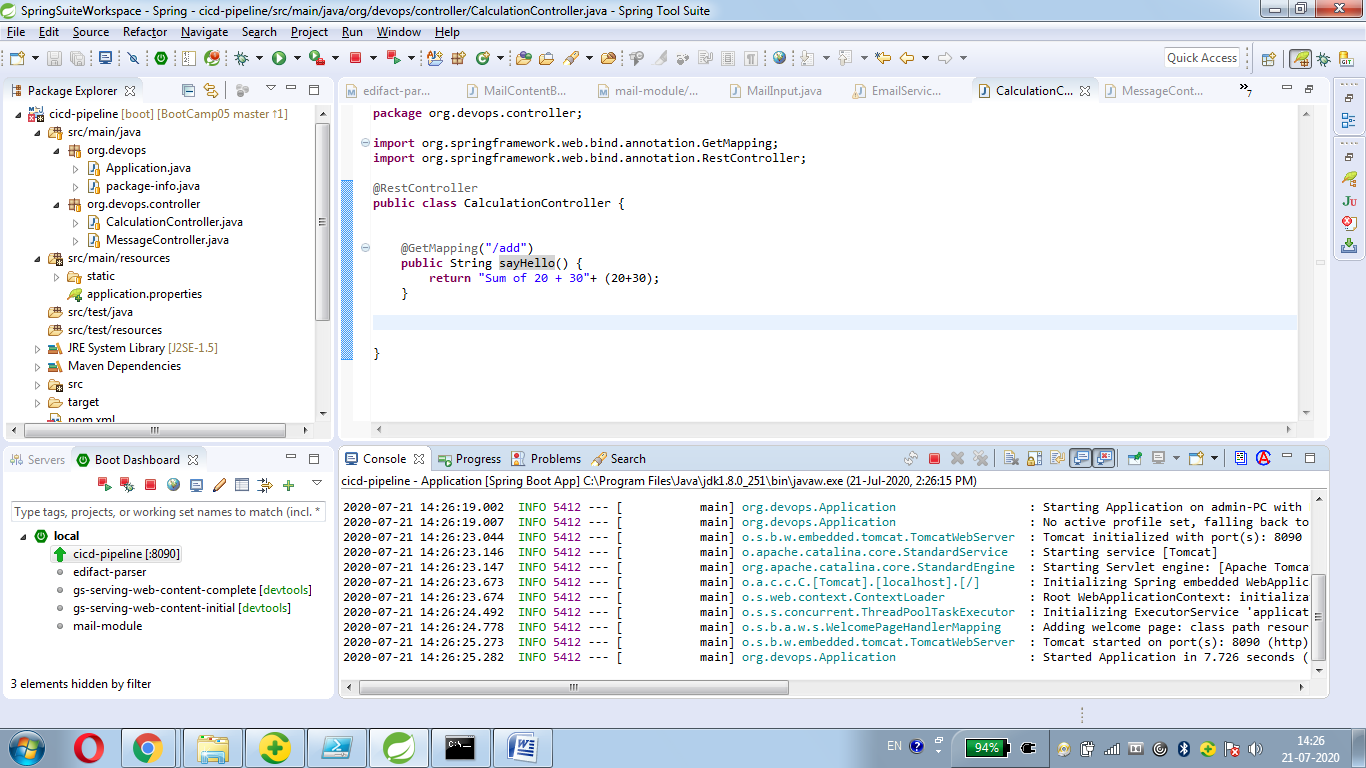 SpringSuiteWorkspace - Spring - cicd-pipeline/src/main/java/org/devops/controller/CalculationController.java - Spring Tool Suite
File Edit Source Refactor Navigate Search Project Run Window Help
Quick Access
Package Explorer
cicd-pipeline [boot] [BootCamp05 master ↑1]
src/main/java
org.devops
Application.java
package-info.java
org.devops.controller
CalculationController.java
MessageController.java
src/main/resources
static
application.properties
src/test/java
src/test/resources
JRE System Library [J2SE-1.5]
Maven Dependencies
src
target
pom.xml
edifact-par... MailContentB... mail-module/... MailInput.java EmailServic... CalculationC... MessageCont... »7
package org.devops.controller;
import org.springframework.web.bind.annotation.GetMapping;
import org.springframework.web.bind.annotation.RestController;
@RestController
public class CalculationController {
@GetMapping("/add")
public String sayHello() {
return "Sum of 20 + 30"+ (20+30);
}
}
Servers Boot Dashboard
Type tags, projects, or working set names to match (incl. *
local
cicd-pipeline [:8090]
edifact-parser
gs-serving-web-content-complete [devtools]
gs-serving-web-content-initial [devtools]
mail-module
3 elements hidden by filter
Console Progress Problems Search
cicd-pipeline - Application [Spring Boot App] C:\Program Files\Java\jdk1.8.0_251\bin\javaw.exe (21-Jul-2020, 2:26:15 PM)
2020-07-21 14:26:19.002 INFO 5412 --- [ main] org.devops.Application : Starting Application on admin-PC with
2020-07-21 14:26:19.007 INFO 5412 --- [ main] org.devops.Application : No active profile set, falling back to
2020-07-21 14:26:23.044 INFO 5412 --- [ main] o.s.b.w.embedded.tomcat.TomcatWebServer : Tomcat initialized with port(s): 8090
2020-07-21 14:26:23.146 INFO 5412 --- [ main] o.apache.catalina.core.StandardService : Starting service [Tomcat]
2020-07-21 14:26:23.147 INFO 5412 --- [ main] org.apache.catalina.core.StandardEngine : Starting Servlet engine: [Apache Tomca
2020-07-21 14:26:23.673 INFO 5412 --- [ main] o.a.c.c.C.[Tomcat].[localhost].[/] : Initializing Spring embedded WebApplic
2020-07-21 14:26:23.674 INFO 5412 --- [ main] o.s.web.context.ContextLoader : Root WebApplicationContext: initializa
2020-07-21 14:26:24.492 INFO 5412 --- [ main] o.s.s.concurrent.ThreadPoolTaskExecutor : Initializing ExecutorService 'applicat
2020-07-21 14:26:24.778 INFO 5412 --- [ main] o.s.b.a.w.s.WelcomePageHandlerMapping : Adding welcome page: class path resour
2020-07-21 14:26:25.273 INFO 5412 --- [ main] o.s.b.w.embedded.tomcat.TomcatWebServer : Tomcat started on port(s): 8090 (http)
2020-07-21 14:26:25.282 INFO 5412 --- [ main] org.devops.Application : Started Application in 7.726 seconds (
EN
94%
14:26
21-07-2020